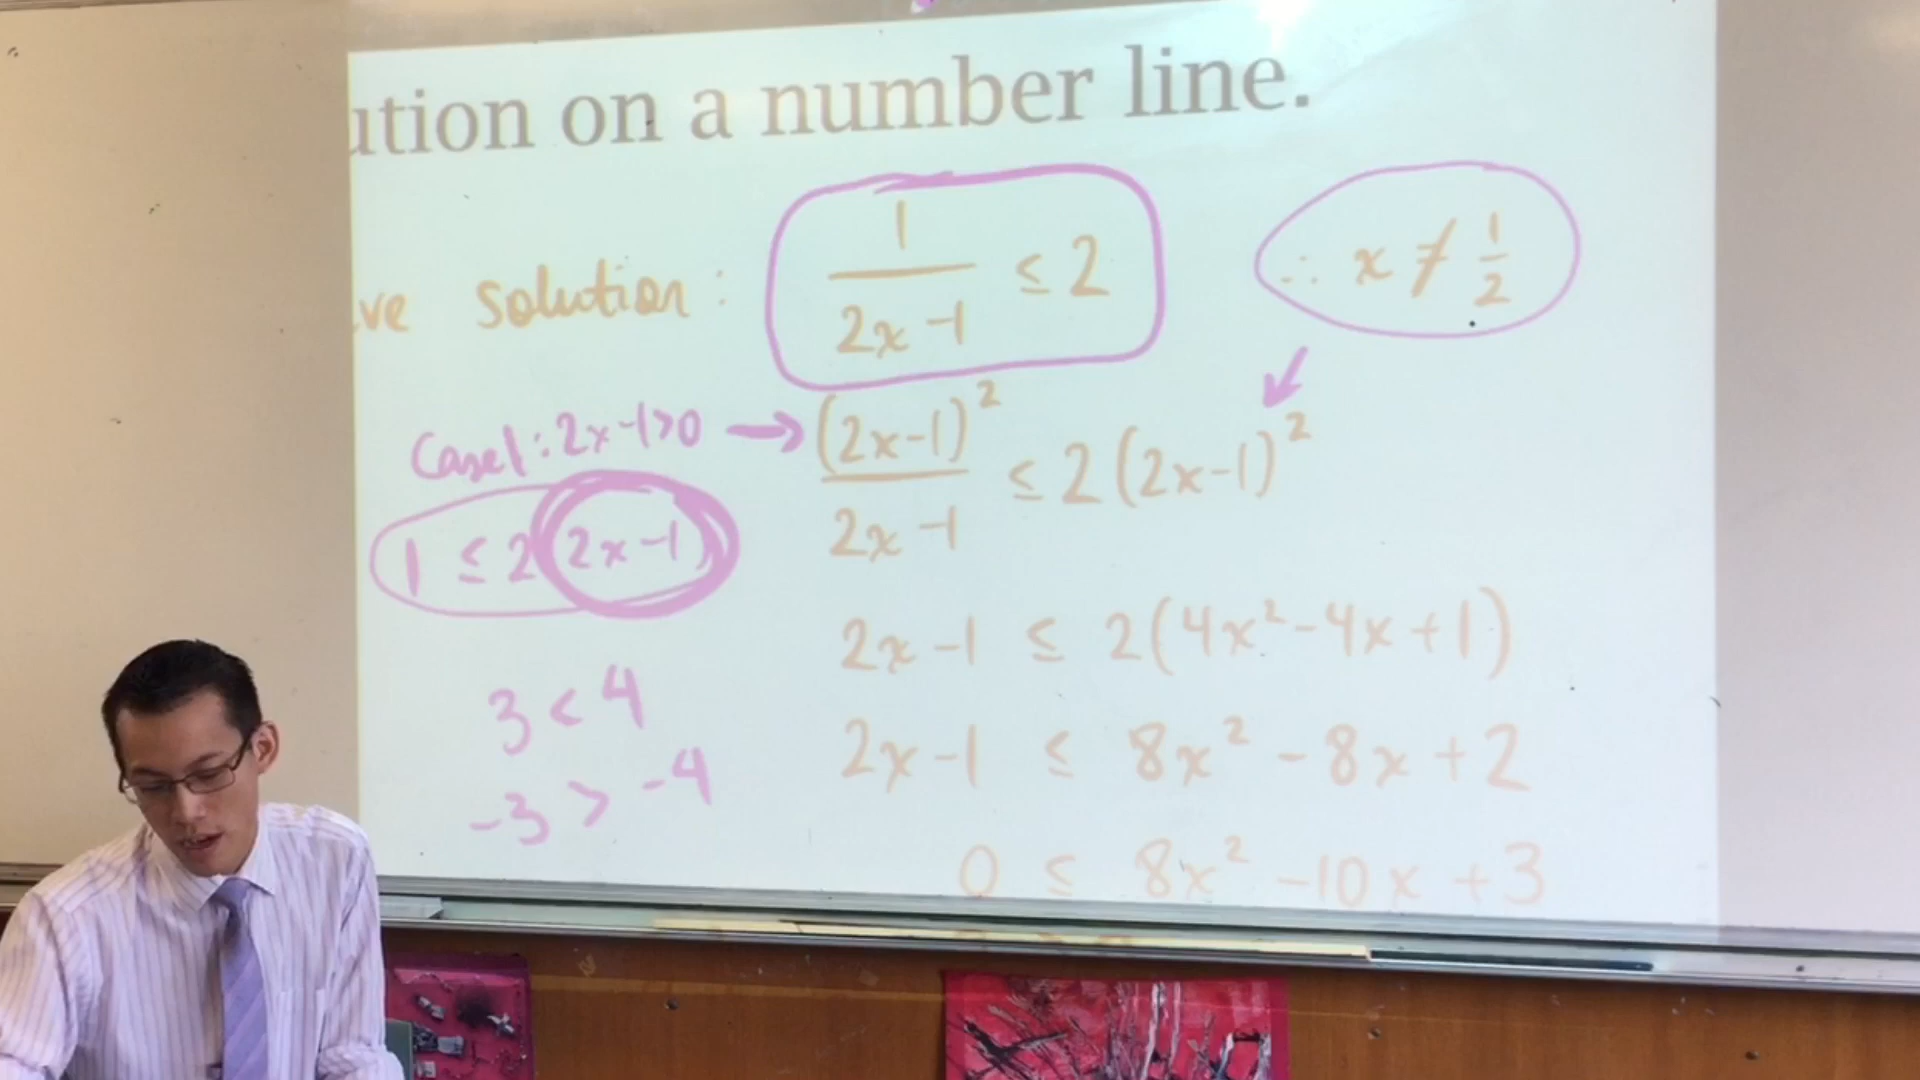 ution on a number line.
ve solution: 1/(2x-1) ≤ 2 ∴ x ≠ 1/2
Case 1: 2x-1>0 → (2x-1)²/(2x-1) ≤ 2(2x-1)²
1 ≤ 2(2x-1)
2x-1 ≤ 2(4x²-4x+1)
3 < 4
2x-1 ≤ 8x² - 8x + 2
-3 > -4
0 ≤ 8x² - 10x + 3